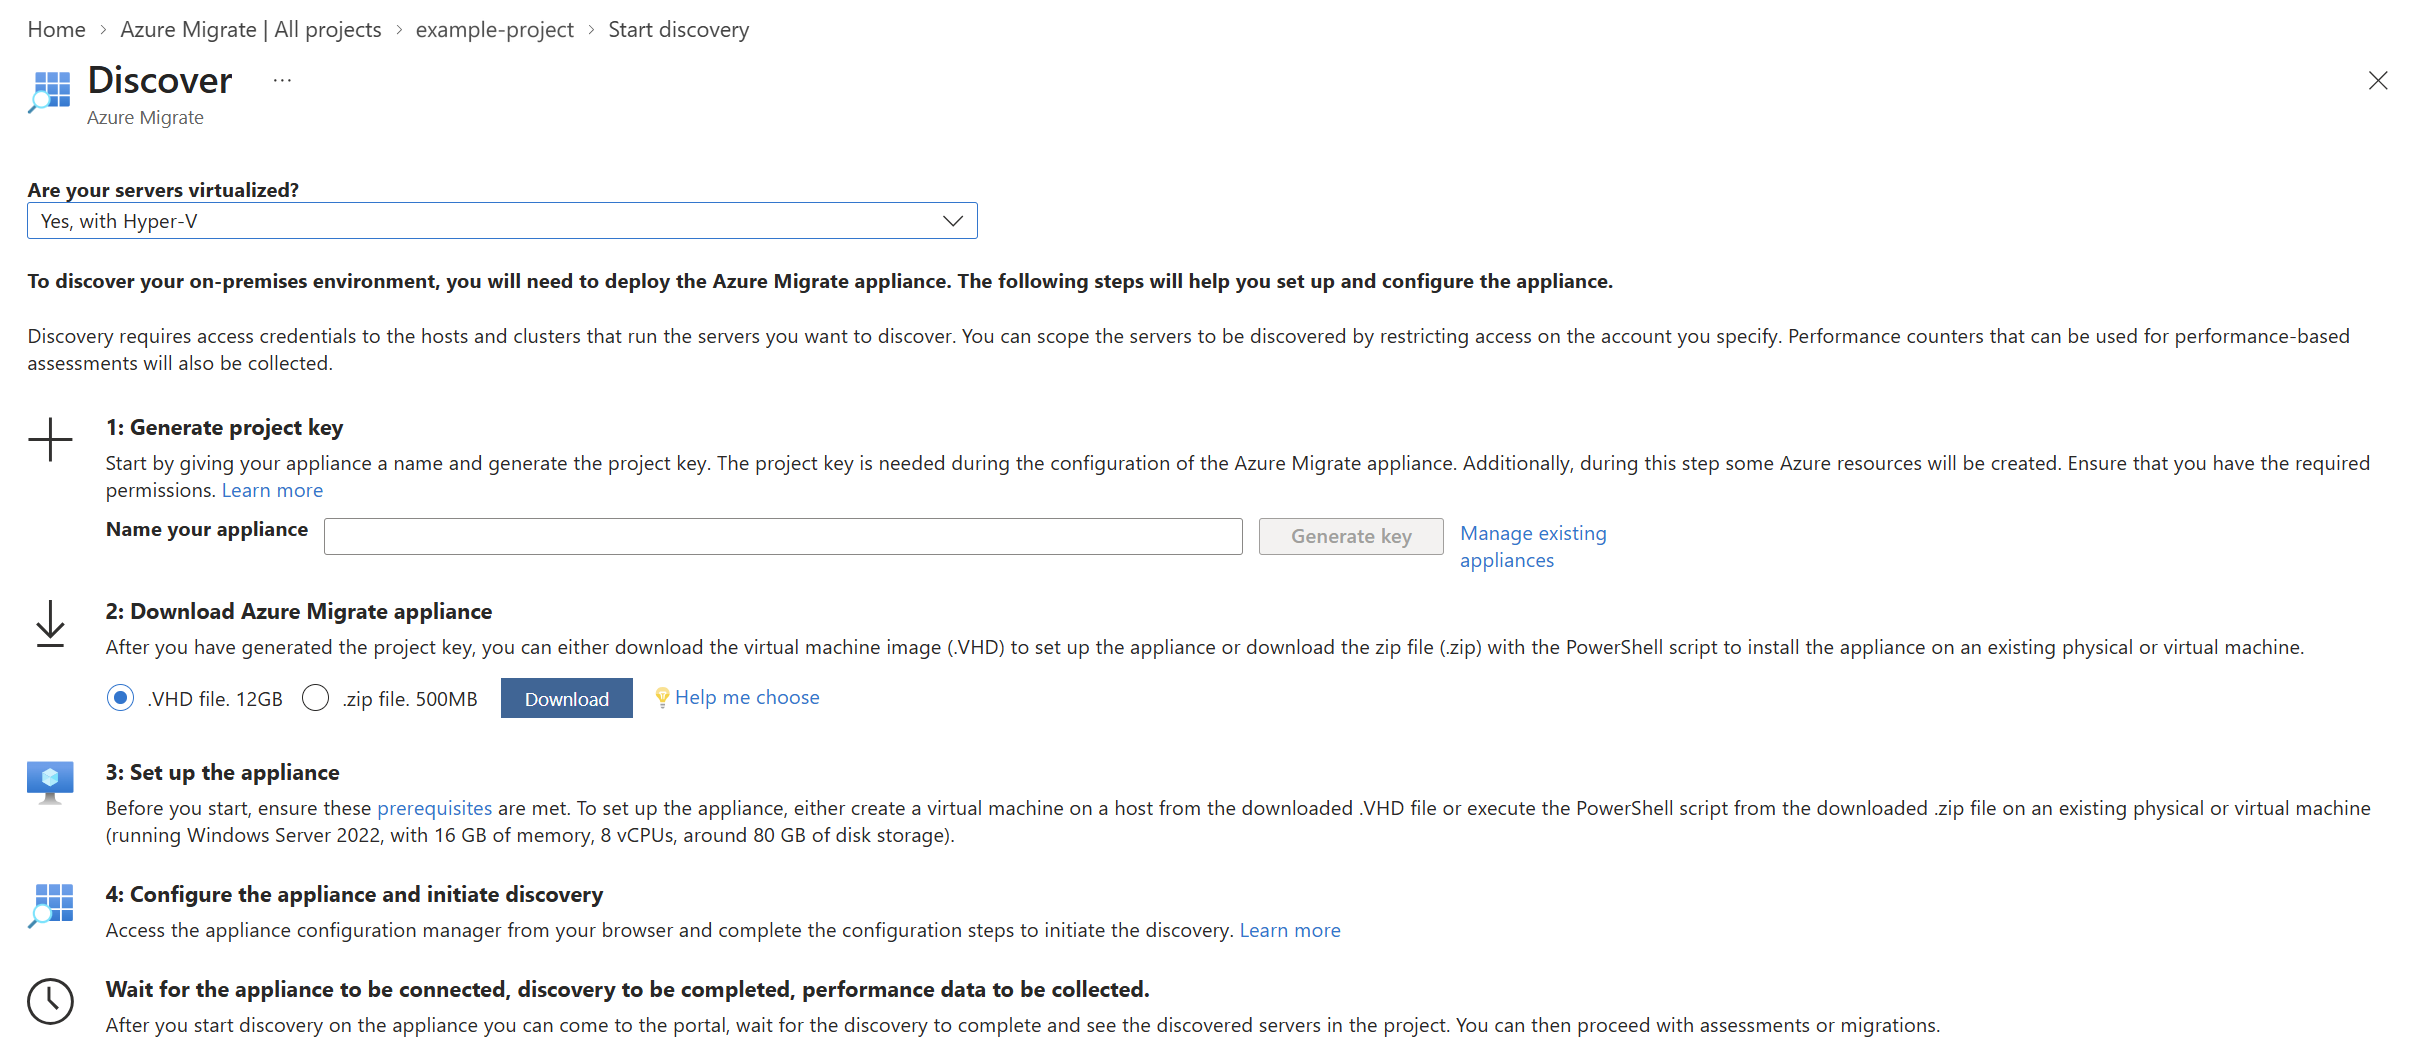 Home > Azure Migrate | All projects > example-project > Start discovery
Discover ...
Azure Migrate
Are your servers virtualized?
Yes, with Hyper-V
To discover your on-premises environment, you will need to deploy the Azure Migrate appliance. The following steps will help you set up and configure the appliance.
Discovery requires access credentials to the hosts and clusters that run the servers you want to discover. You can scope the servers to be discovered by restricting access on the account you specify. Performance counters that can be used for performance-based
assessments will also be collected.
1: Generate project key
Start by giving your appliance a name and generate the project key. The project key is needed during the configuration of the Azure Migrate appliance. Additionally, during this step some Azure resources will be created. Ensure that you have the required
permissions. Learn more
Name your appliance Generate key Manage existing
appliances
2: Download Azure Migrate appliance
After you have generated the project key, you can either download the virtual machine image (.VHD) to set up the appliance or download the zip file (.zip) with the PowerShell script to install the appliance on an existing physical or virtual machine.
.VHD file. 12GB .zip file. 500MB Download Help me choose
3: Set up the appliance
Before you start, ensure these prerequisites are met. To set up the appliance, either create a virtual machine on a host from the downloaded .VHD file or execute the PowerShell script from the downloaded .zip file on an existing physical or virtual machine
(running Windows Server 2022, with 16 GB of memory, 8 vCPUs, around 80 GB of disk storage).
4: Configure the appliance and initiate discovery
Access the appliance configuration manager from your browser and complete the configuration steps to initiate the discovery. Learn more
Wait for the appliance to be connected, discovery to be completed, performance data to be collected.
After you start discovery on the appliance you can come to the portal, wait for the discovery to complete and see the discovered servers in the project. You can then proceed with assessments or migrations.